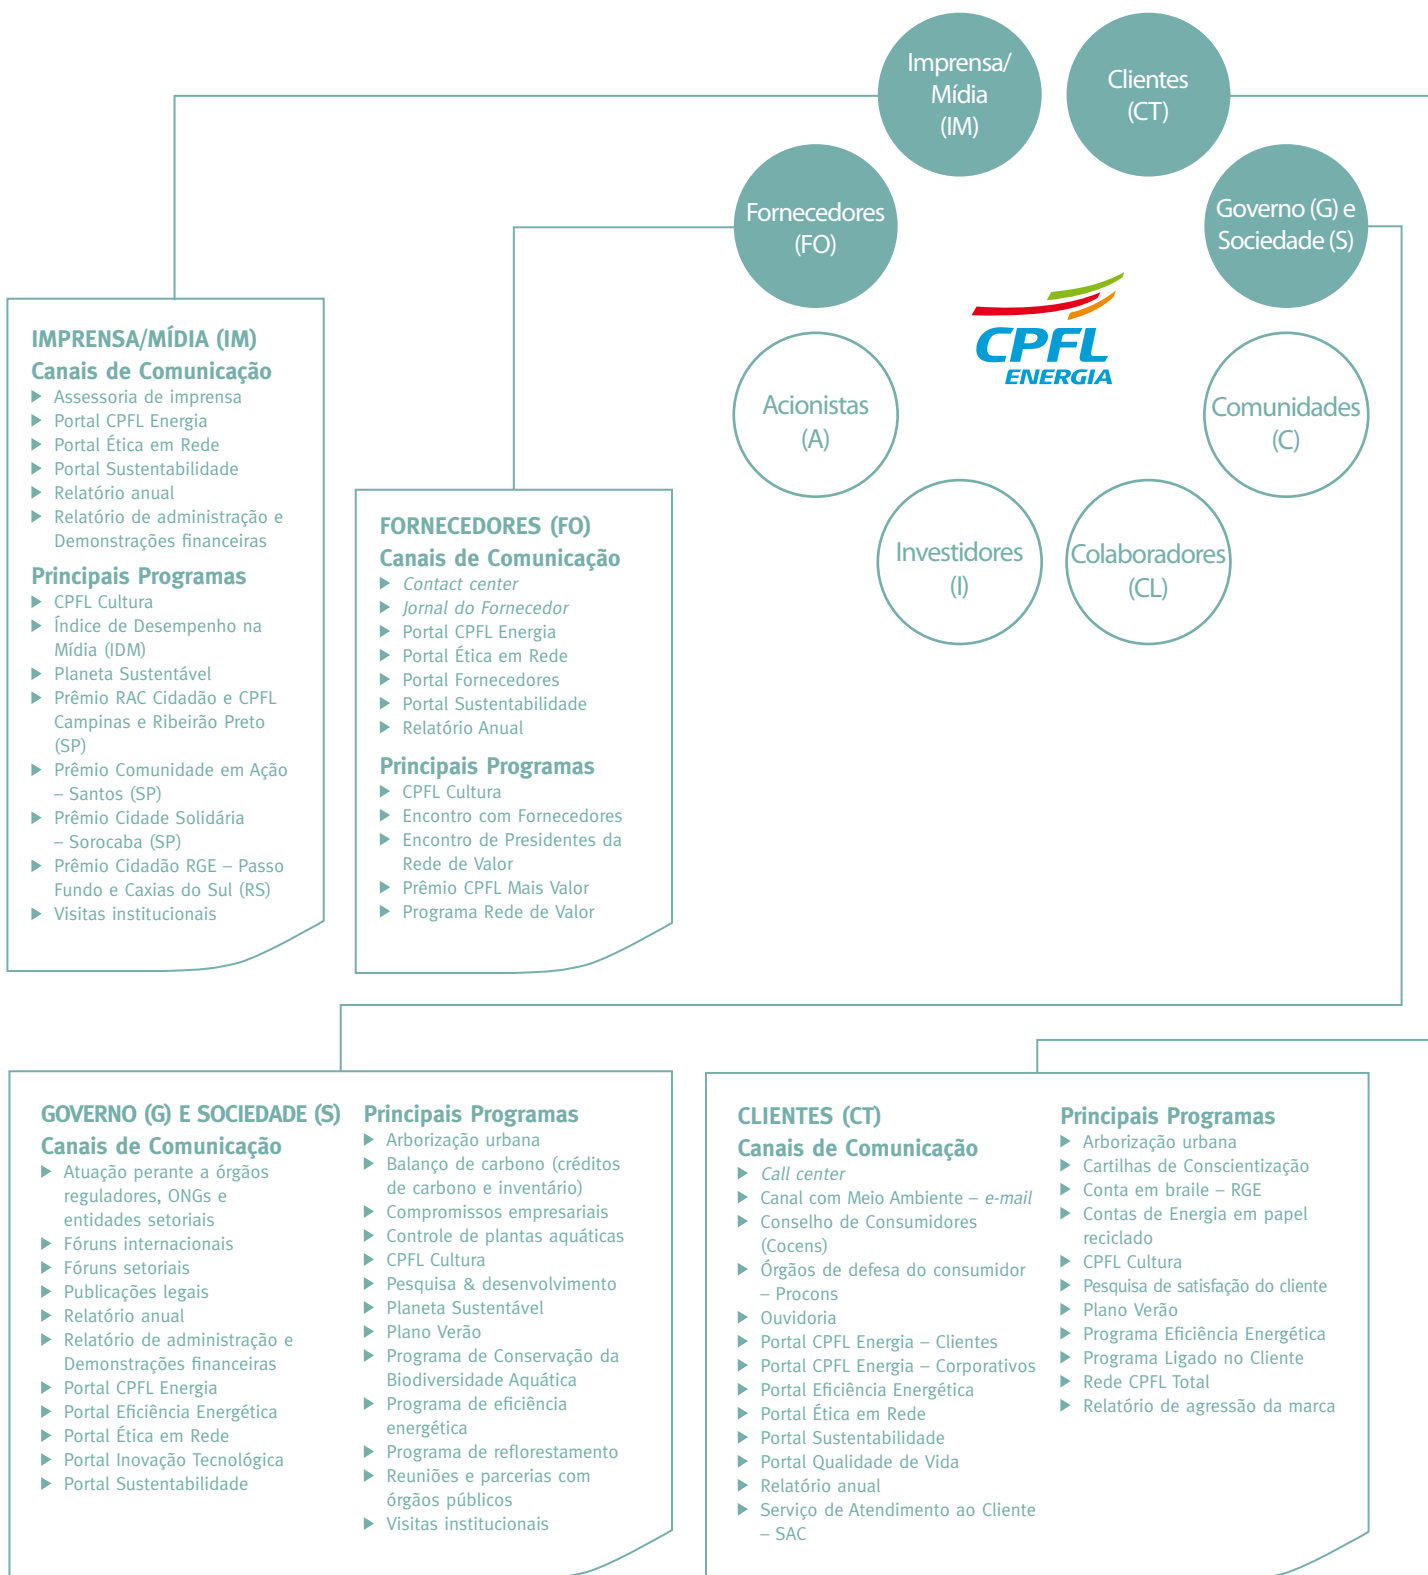 Imprensa/
Mídia
(IM)
Clientes
(CT)
Fornecedores
(FO)
Governo (G) e
Sociedade (S)
CPFL
ENERGIA
Acionistas
(A)
Comunidades
(C)
Investidores
(I)
Colaboradores
(CL)
IMPRENSA/MÍDIA (IM)
Canais de Comunicação
Assessoria de imprensa
Portal CPFL Energia
Portal Ética em Rede
Portal Sustentabilidade
Relatório anual
Relatório de administração e
Demonstrações financeiras
Principais Programas
CPFL Cultura
Índice de Desempenho na
Mídia (IDM)
Planeta Sustentável
Prêmio RAC Cidadão e CPFL
Campinas e Ribeirão Preto
(SP)
Prêmio Comunidade em Ação
– Santos (SP)
Prêmio Cidade Solidária
– Sorocaba (SP)
Prêmio Cidadão RGE – Passo
Fundo e Caxias do Sul (RS)
Visitas institucionais
FORNECEDORES (FO)
Canais de Comunicação
Contact center
Jornal do Fornecedor
Portal CPFL Energia
Portal Ética em Rede
Portal Fornecedores
Portal Sustentabilidade
Relatório Anual
Principais Programas
CPFL Cultura
Encontro com Fornecedores
Encontro de Presidentes da
Rede de Valor
Prêmio CPFL Mais Valor
Programa Rede de Valor
GOVERNO (G) E SOCIEDADE (S)
Canais de Comunicação
Atuação perante a órgãos
reguladores, ONGs e
entidades setoriais
Fóruns internacionais
Fóruns setoriais
Publicações legais
Relatório anual
Relatório de administração e
Demonstrações financeiras
Portal CPFL Energia
Portal Eficiência Energética
Portal Ética em Rede
Portal Inovação Tecnológica
Portal Sustentabilidade
Principais Programas
Arborização urbana
Balanço de carbono (créditos
de carbono e inventário)
Compromissos empresariais
Controle de plantas aquáticas
CPFL Cultura
Pesquisa & desenvolvimento
Planeta Sustentável
Plano Verão
Programa de Conservação da
Biodiversidade Aquática
Programa de eficiência
energética
Programa de reflorestamento
Reuniões e parcerias com
órgãos públicos
Visitas institucionais
CLIENTES (CT)
Canais de Comunicação
Call center
Canal com Meio Ambiente – e-mail
Conselho de Consumidores
(Cocens)
Órgãos de defesa do consumidor
– Procons
Ouvidoria
Portal CPFL Energia – Clientes
Portal CPFL Energia – Corporativos
Portal Eficiência Energética
Portal Ética em Rede
Portal Sustentabilidade
Portal Qualidade de Vida
Relatório anual
Serviço de Atendimento ao Cliente
– SAC
Principais Programas
Arborização urbana
Cartilhas de Conscientização
Conta em braile – RGE
Contas de Energia em papel
reciclado
CPFL Cultura
Pesquisa de satisfação do cliente
Plano Verão
Programa Eficiência Energética
Programa Ligado no Cliente
Rede CPFL Total
Relatório de agressão da marca